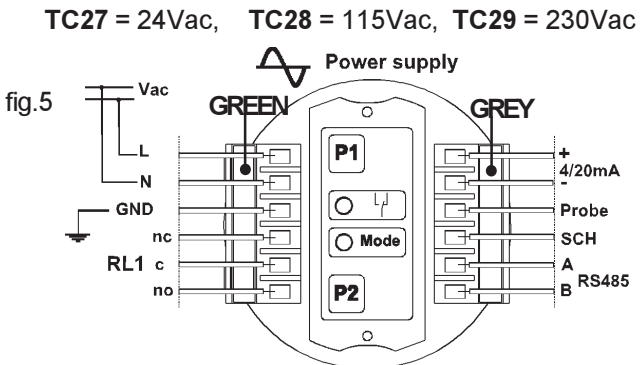 TC27 = 24Vac, TC28 = 115Vac, TC29 = 230Vac
Power supply
fig.5
Vac
GREEN
GREY
L
N
GND
nc
RL1 c
no
P1
Mode
P2
+
4/20mA
-
Probe
SCH
A
RS485
B